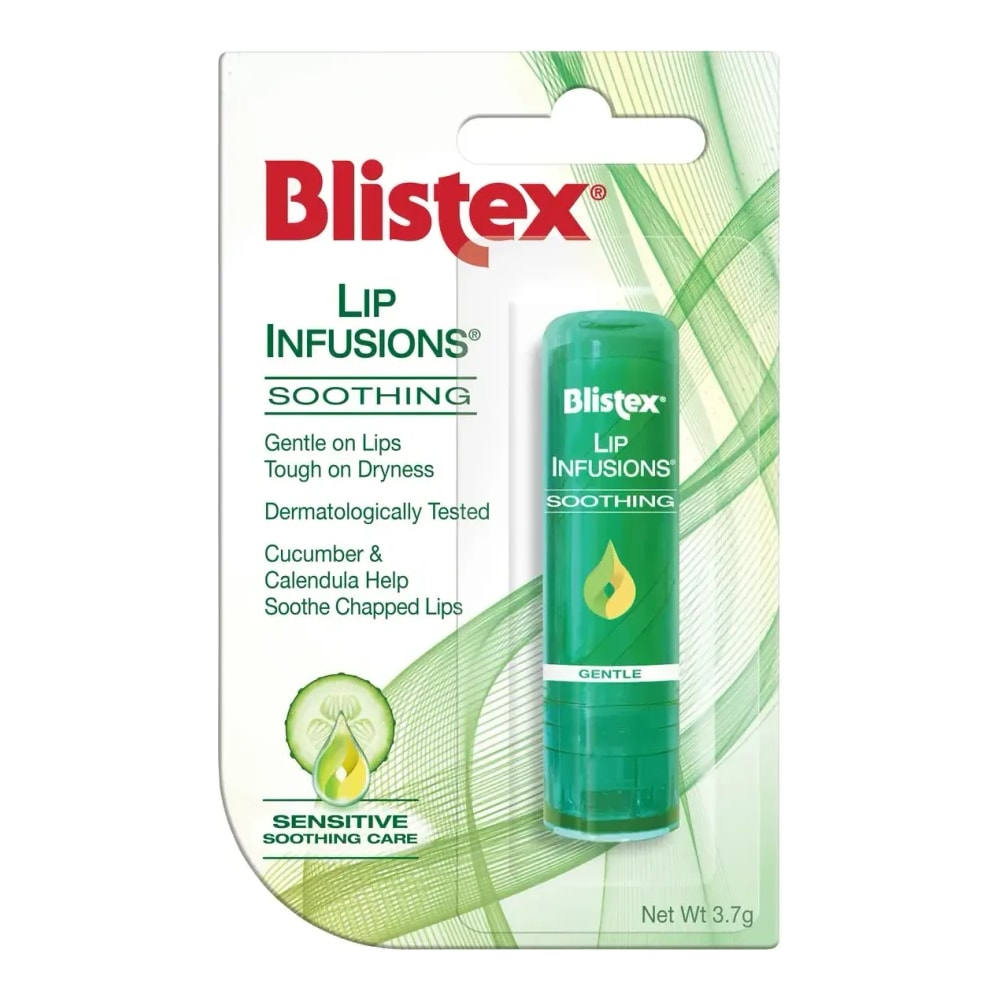 Blistex®
LIP
INFUSIONS®
SOOTHING
Gentle on Lips
Tough on Dryness
Dermatologically Tested
Cucumber &
Calendula Help
Soothe Chapped Lips
SENSITIVE
SOOTHING CARE
Blistex®
LIP
INFUSIONS®
SOOTHING
GENTLE
Net Wt 3.7g